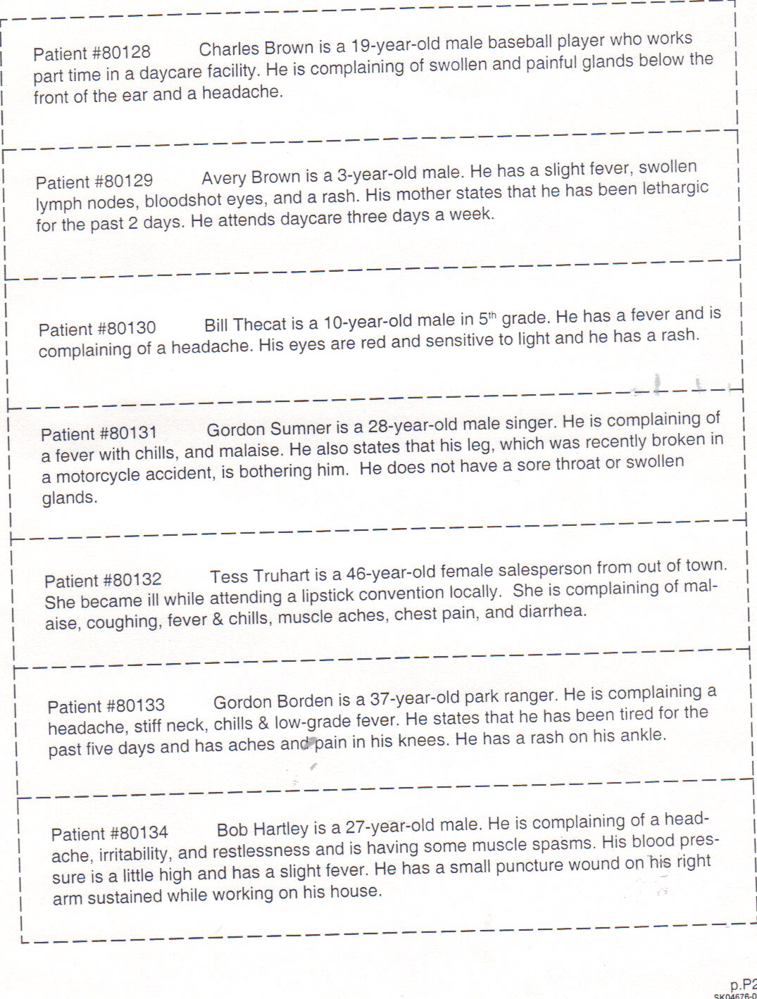 Patient #80128 Charles Brown is a 19-year-old male baseball player who works
part time in a daycare facility. He is complaining of swollen and painful glands below the
front of the ear and a headache.
Patient #80129 Avery Brown is a 3-year-old male. He has a slight fever, swollen
lymph nodes, bloodshot eyes, and a rash. His mother states that he has been lethargic
for the past 2 days. He attends daycare three days a week.
Patient #80130 Bill Thecat is a 10-year-old male in 5th grade. He has a fever and is
complaining of a headache. His eyes are red and sensitive to light and he has a rash.
Patient #80131 Gordon Sumner is a 28-year-old male singer. He is complaining of
a fever with chills, and malaise. He also states that his leg, which was recently broken in
a motorcycle accident, is bothering him. He does not have a sore throat or swollen
glands.
Patient #80132 Tess Truhart is a 46-year-old female salesperson from out of town.
She became ill while attending a lipstick convention locally. She is complaining of mal-
aise, coughing, fever & chills, muscle aches, chest pain, and diarrhea.
Patient #80133 Gordon Borden is a 37-year-old park ranger. He is complaining a
headache, stiff neck, chills & low-grade fever. He states that he has been tired for the
past five days and has aches and pain in his knees. He has a rash on his ankle.
Patient #80134 Bob Hartley is a 27-year-old male. He is complaining of a head-
ache, irritability, and restlessness and is having some muscle spasms. His blood pres-
sure is a little high and has a slight fever. He has a small puncture wound on his right
arm sustained while working on his house.
p.P2
SK04676-0